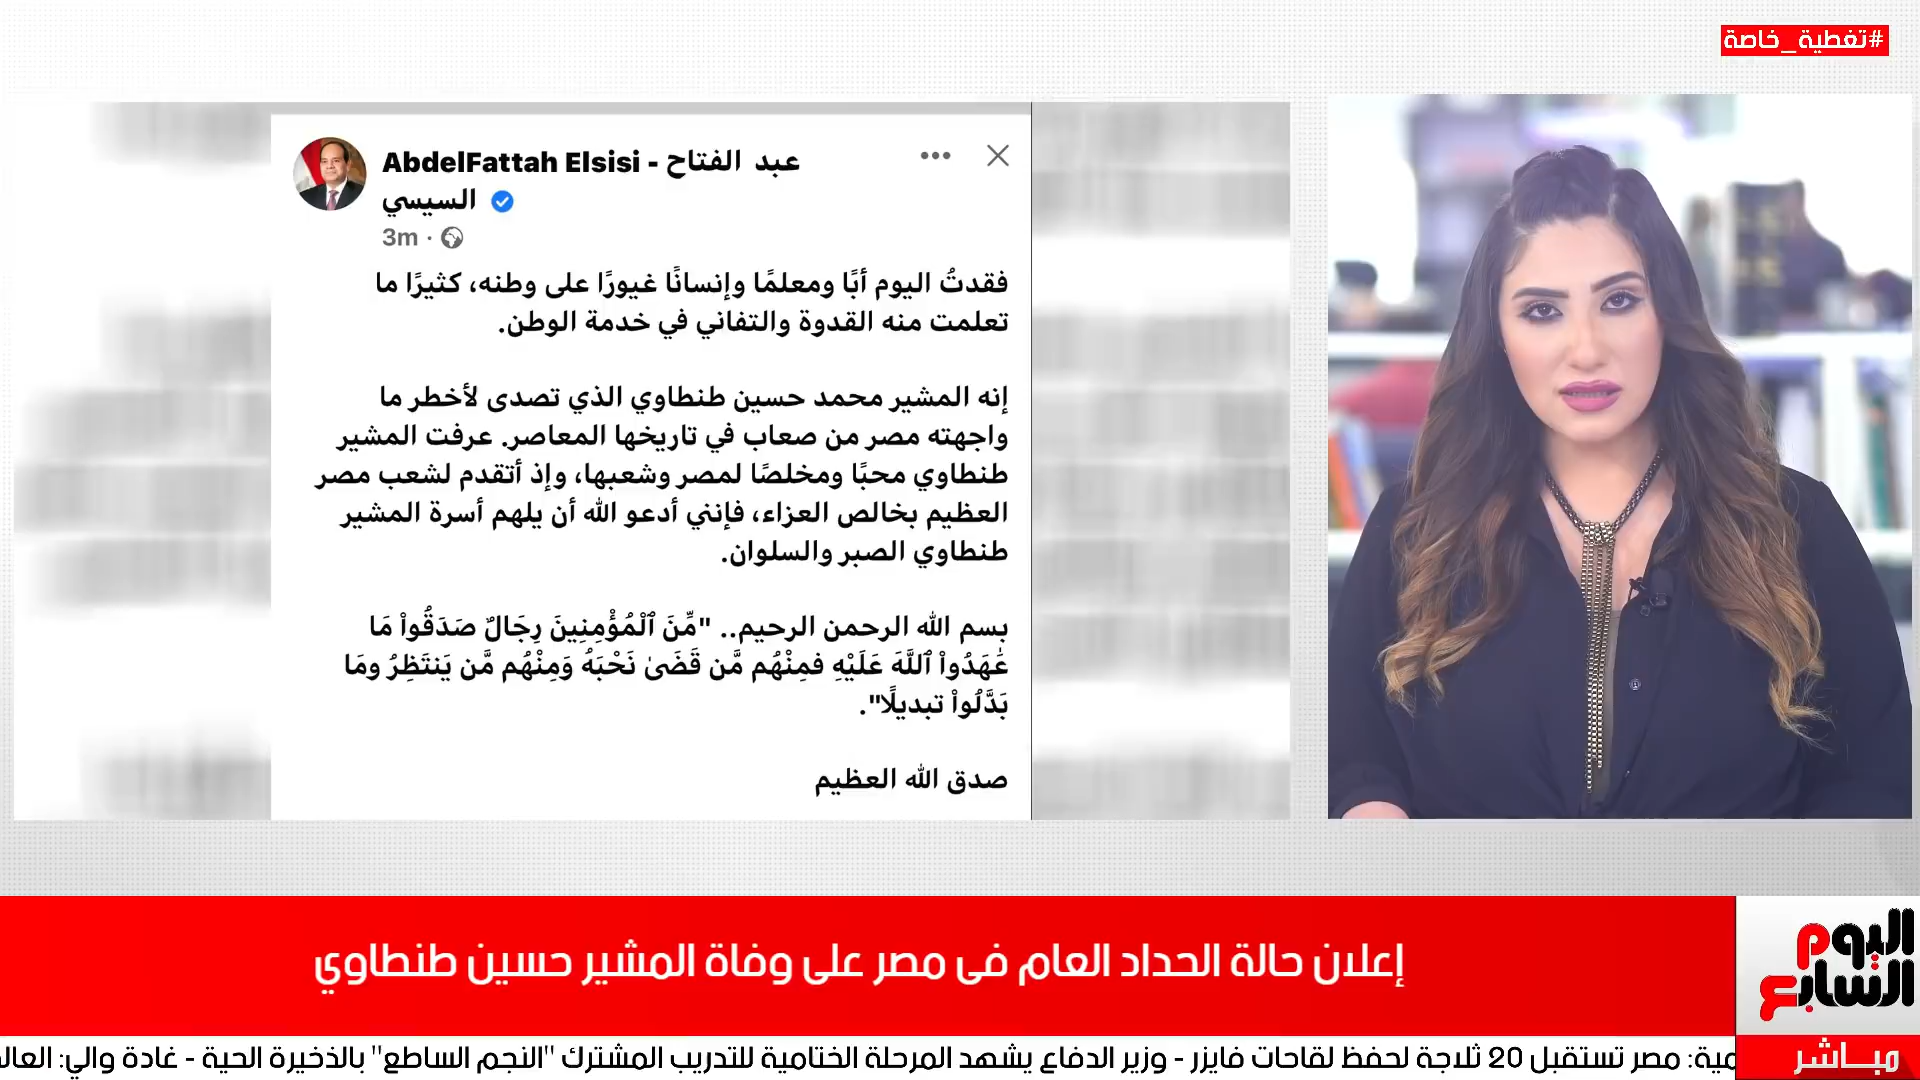 #تغطية_خاصة
AbdelFattah Elsisi - عبد الفتاح
السيسي
3m ·
فقدتُ اليوم أبًا ومعلمًا وإنسانًا غيورًا على وطنه، كثيرًا ما
تعلمت منه القدوة والتفاني في خدمة الوطن.
إنه المشير محمد حسين طنطاوي الذي تصدى لأخطر ما
واجهته مصر من صعاب في تاريخها المعاصر. عرفت المشير
طنطاوي محبًا ومخلصًا لمصر وشعبها، وإذ أتقدم لشعب مصر
العظيم بخالص العزاء، فإنني أدعو الله أن يلهم أسرة المشير
طنطاوي الصبر والسلوان.
بسم الله الرحمن الرحيم.. "مِّنَ ٱلْمُؤْمِنِينَ رِجَالٌ صَدَقُوا۟ مَا
عَٰهَدُوا۟ ٱللَّهَ عَلَيْهِ فمِنْهُم مَّن قَضَىٰ نَحْبَهُ وَمِنْهُم مَّن يَنتَظِرُ ومَا
بَدَّلُوا۟ تبديلًا".
صدق الله العظيم
إعلان حالة الحداد العام فى مصر على وفاة المشير حسين طنطاوي
اليوم
السابع
مية: مصر تستقبل 20 ثلاجة لحفظ لقاحات فايزر - وزير الدفاع يشهد المرحلة الختامية للتدريب المشترك "النجم الساطع" بالذخيرة الحية - غادة والي: العال
مباشر